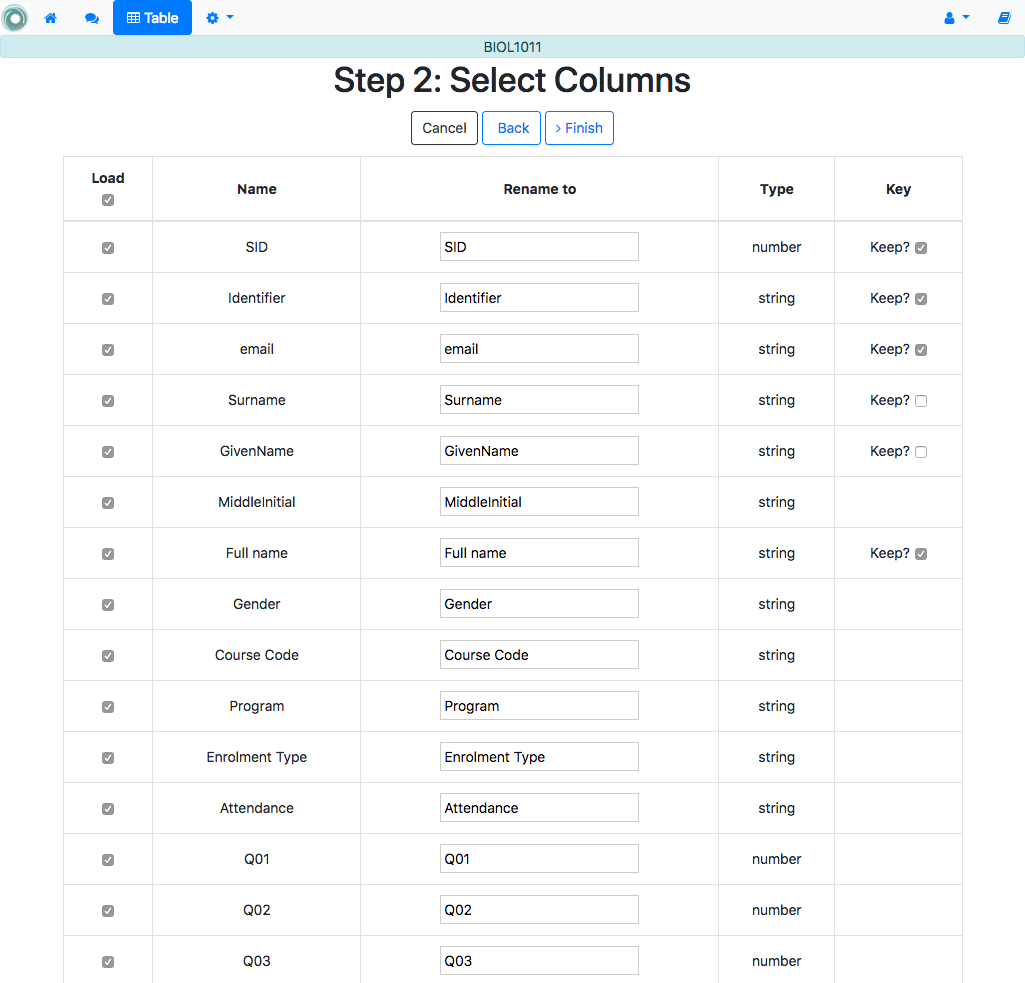 Table
BIOL1011
Step 2: Select Columns
Cancel Back > Finish
Load Name Rename to Type Key
SID SID number Keep?
Identifier Identifier string Keep?
email email string Keep?
Surname Surname string Keep?
GivenName GivenName string Keep?
MiddleInitial MiddleInitial string
Full name Full name string Keep?
Gender Gender string
Course Code Course Code string
Program Program string
Enrolment Type Enrolment Type string
Attendance Attendance string
Q01 Q01 number
Q02 Q02 number
Q03 Q03 number